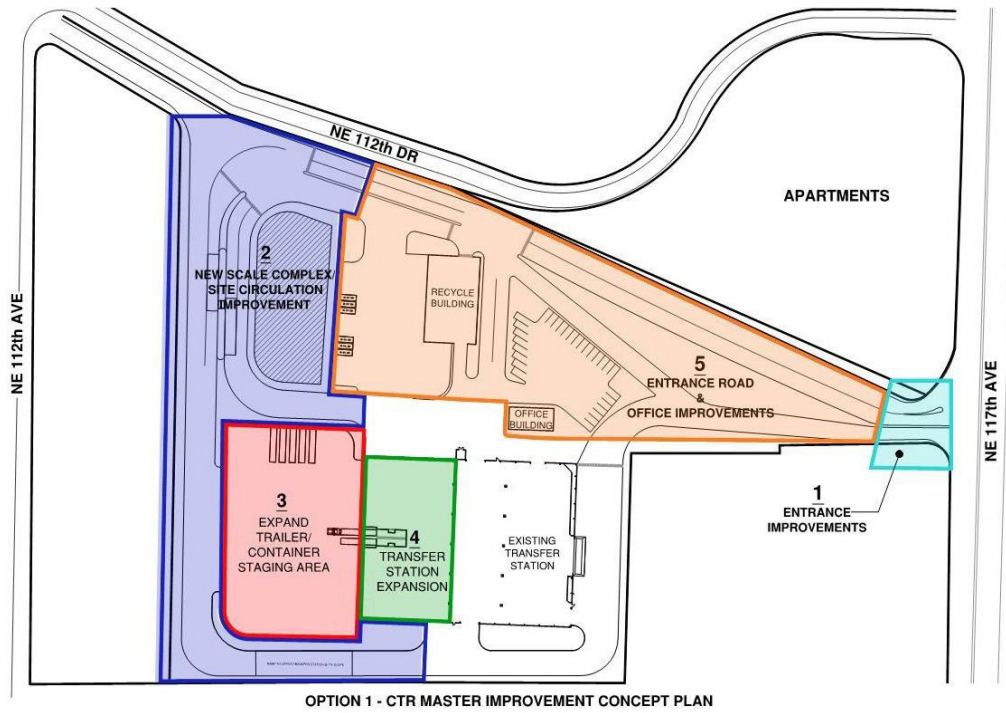 NE 112th DR
APARTMENTS
NE 112th AVE
2
NEW SCALE COMPLEX/
SITE CIRCULATION
IMPROVEMENT
RECYCLE
BUILDING
5
ENTRANCE ROAD
&
OFFICE IMPROVEMENTS
OFFICE
BUILDING
NE 117th AVE
1
ENTRANCE
IMPROVEMENTS
3
EXPAND
TRAILER/
CONTAINER
STAGING AREA
4
TRANSFER
STATION
EXPANSION
EXISTING
TRANSFER
STATION
OPTION 1 - CTR MASTER IMPROVEMENT CONCEPT PLAN